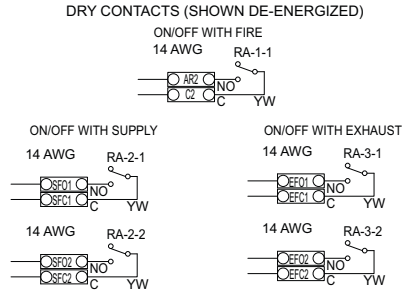 DRY CONTACTS (SHOWN DE-ENERGIZED)
ON/OFF WITH FIRE
14 AWG RA-1-1
AR2 NO
C2 C YW
ON/OFF WITH SUPPLY ON/OFF WITH EXHAUST
14 AWG RA-2-1 14 AWG RA-3-1
SFO1 NO EFO1 NO
SFC1 C YW EFC1 C YW
14 AWG RA-2-2 14 AWG RA-3-2
SFO2 NO EFO2 NO
SFC2 C YW EFC2 C YW